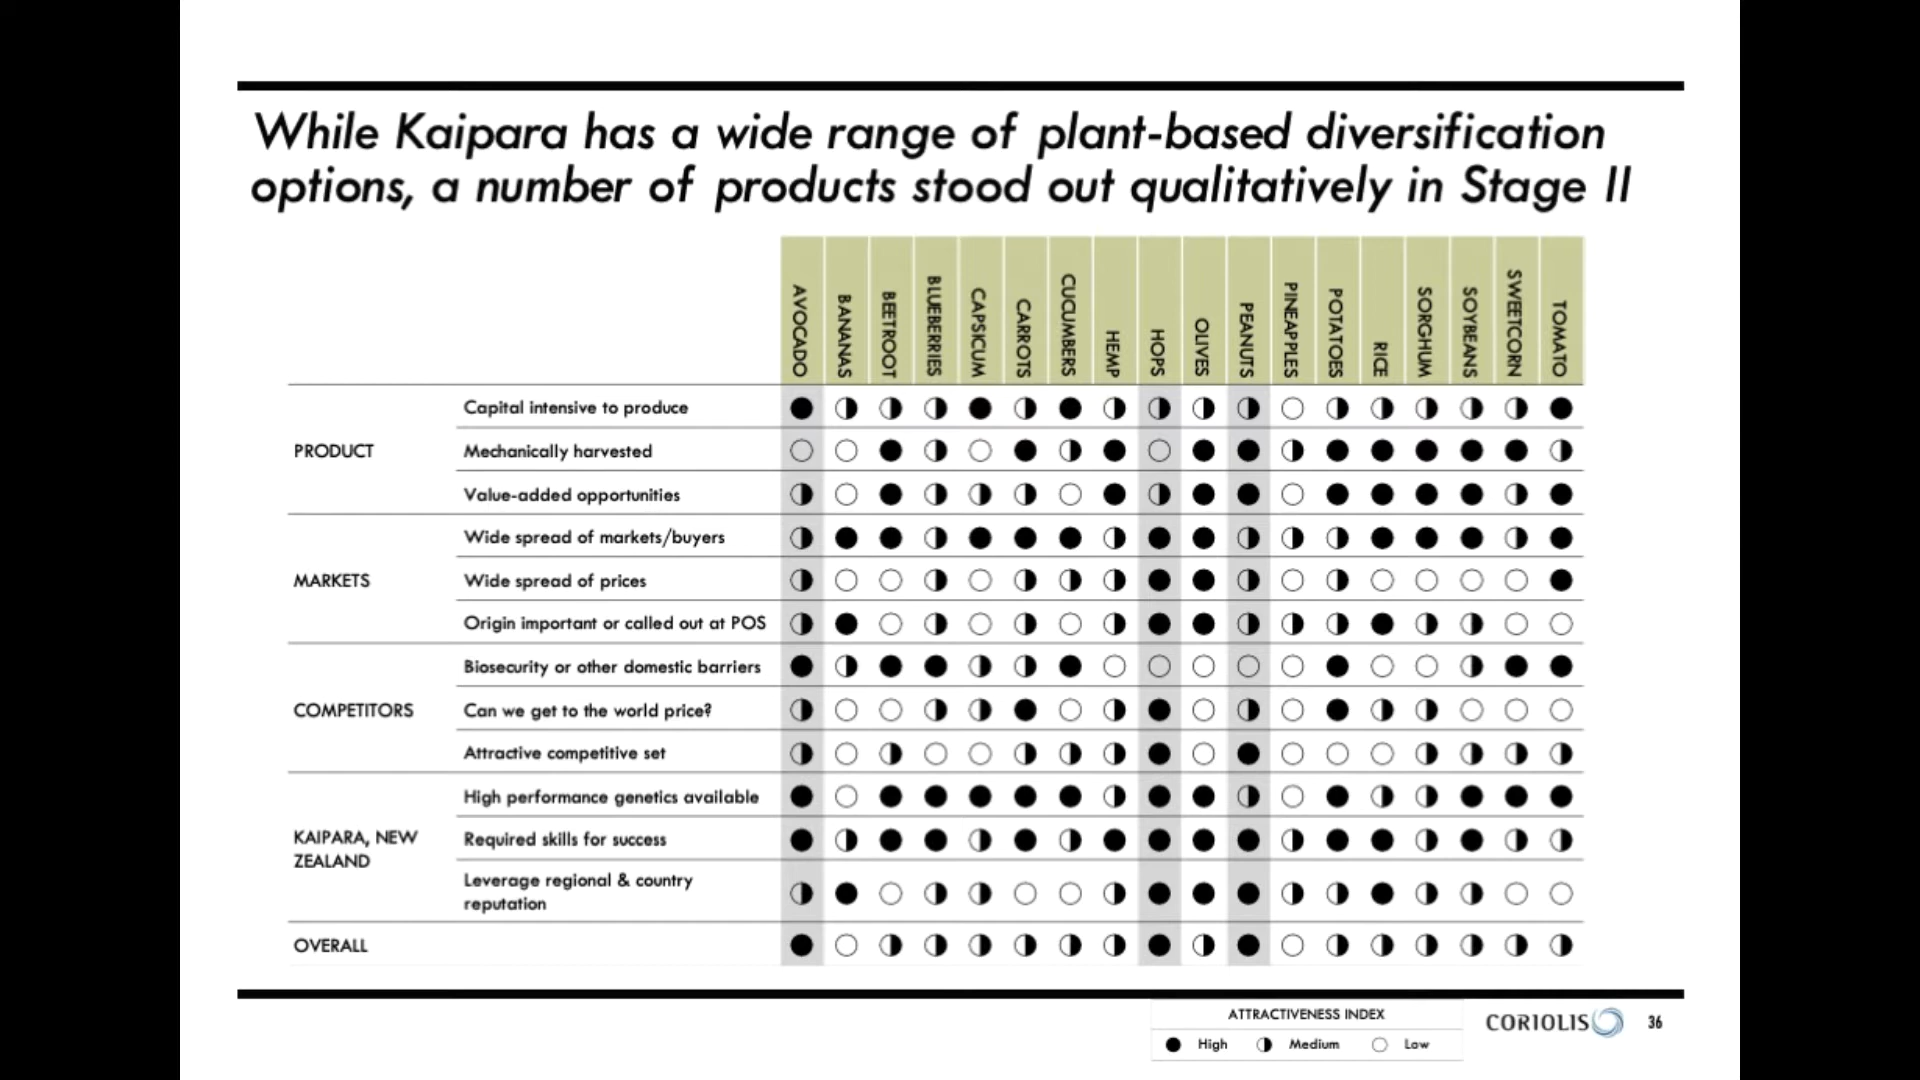 While Kaipara has a wide range of plant-based diversification
options, a number of products stood out qualitatively in Stage II
AVOCADO
BANANAS
BEETROOT
BLUEBERRIES
CAPSICUM
CARROTS
CUCUMBERS
HEMP
HOPS
OLIVES
PEANUTS
PINEAPPLES
POTATOES
RICE
SORGHUM
SOYBEANS
SWEETCORN
TOMATO
PRODUCT
Capital intensive to produce
Mechanically harvested
Value-added opportunities
MARKETS
Wide spread of markets/buyers
Wide spread of prices
Origin important or called out at POS
COMPETITORS
Biosecurity or other domestic barriers
Can we get to the world price?
Attractive competitive set
KAIPARA, NEW
ZEALAND
High performance genetics available
Required skills for success
Leverage regional & country
reputation
OVERALL
ATTRACTIVENESS INDEX
High Medium Low
CORIOLIS
36